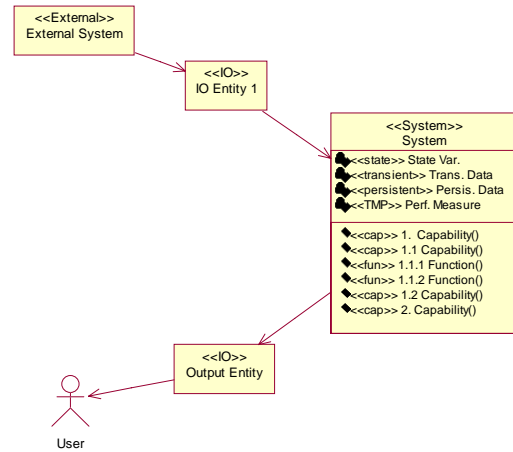 <<External>>
External System
<<IO>>
IO Entity 1
<<System>>
System
<<state>> State Var.
<<transient>> Trans. Data
<<persistent>> Persis. Data
<<TMP>> Perf. Measure
<<cap>> 1.  Capability()
<<cap>> 1.1 Capability()
<<fun>> 1.1.1 Function()
<<fun>> 1.1.2 Function()
<<cap>> 1.2 Capability()
<<cap>> 2. Capability()
<<IO>>
Output Entity
User